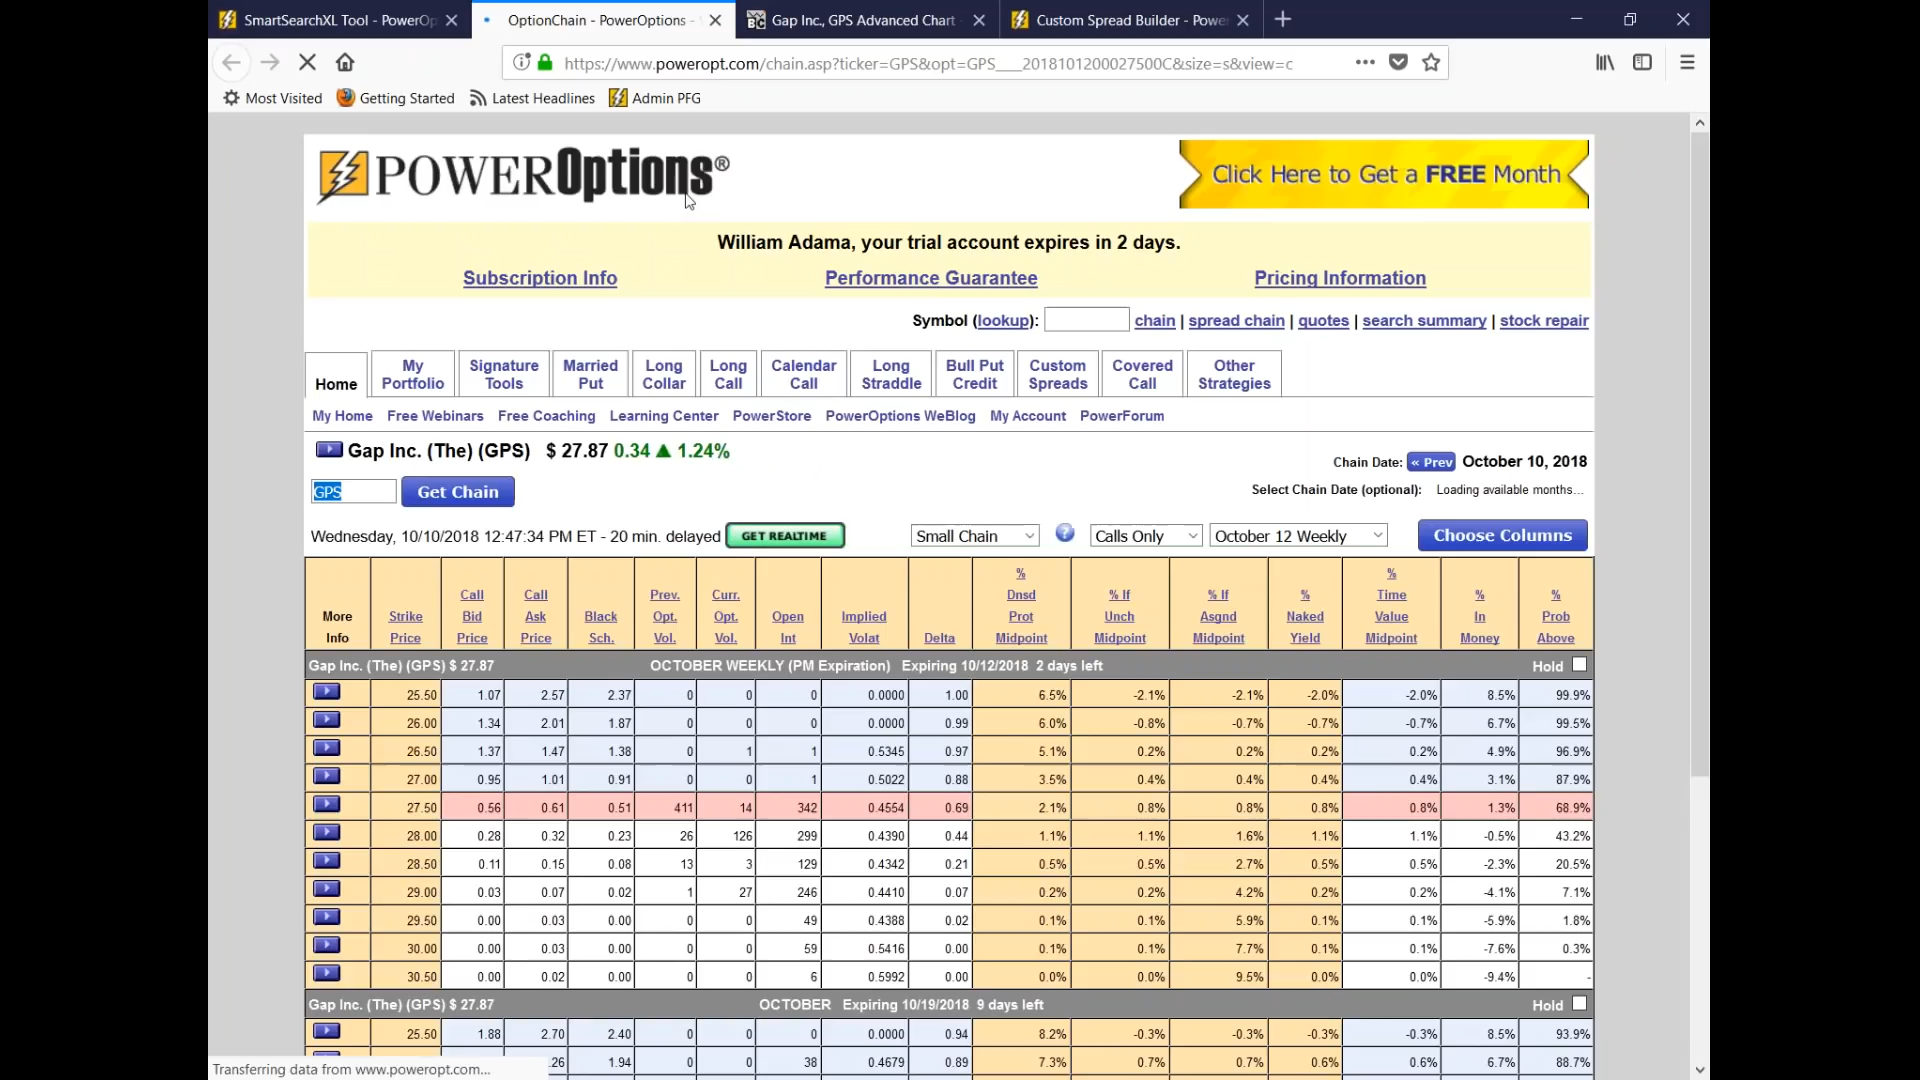 SmartSearchXL Tool - PowerOp
OptionChain - PowerOptions -
Gap Inc., GPS Advanced Chart
Custom Spread Builder - Powe
https://www.poweropt.com/chain.asp?ticker=GPS&opt=GPS___2018101200027500C&size=s&view=c
Most Visited Getting Started Latest Headlines Admin PFG
POWEROptions®
Click Here to Get a FREE Month
William Adama, your trial account expires in 2 days.
Subscription Info Performance Guarantee Pricing Information
Symbol (lookup): chain | spread chain | quotes | search summary | stock repair
Home
My Portfolio
Signature Tools
Married Put
Long Collar
Long Call
Calendar Call
Long Straddle
Bull Put Credit
Custom Spreads
Covered Call
Other Strategies
My Home Free Webinars Free Coaching Learning Center PowerStore PowerOptions WeBlog My Account PowerForum
Gap Inc. (The) (GPS) $ 27.87 0.34 ▲ 1.24%
Chain Date: « Prev October 10, 2018
GPS Get Chain
Select Chain Date (optional): Loading available months...
Wednesday, 10/10/2018 12:47:34 PM ET - 20 min. delayed GET REALTIME Small Chain ? Calls Only October 12 Weekly Choose Columns
More Info
Strike Price
Call Bid Price
Call Ask Price
Black Sch.
Prev. Opt. Vol.
Curr. Opt. Vol.
Open Int
Implied Volat
Delta
% Dnsd Prot Midpoint
% If Unch Midpoint
% If Asgnd Midpoint
% Naked Yield
% Time Value Midpoint
% In Money
% Prob Above
Gap Inc. (The) (GPS) $ 27.87 OCTOBER WEEKLY (PM Expiration) Expiring 10/12/2018 2 days left Hold
25.50 1.07 2.57 2.37 0 0 0 0.0000 1.00 6.5% -2.1% -2.1% -2.0% -2.0% 8.5% 99.9%
26.00 1.34 2.01 1.87 0 0 0 0.0000 0.99 6.0% -0.8% -0.7% -0.7% -0.7% 6.7% 99.5%
26.50 1.37 1.47 1.38 0 1 1 0.5345 0.97 5.1% 0.2% 0.2% 0.2% 0.2% 4.9% 96.9%
27.00 0.95 1.01 0.91 0 0 1 0.5022 0.88 3.5% 0.4% 0.4% 0.4% 0.4% 3.1% 87.9%
27.50 0.56 0.61 0.51 411 14 342 0.4554 0.69 2.1% 0.8% 0.8% 0.8% 0.8% 1.3% 68.9%
28.00 0.28 0.32 0.23 26 126 299 0.4390 0.44 1.1% 1.1% 1.6% 1.1% 1.1% -0.5% 43.2%
28.50 0.11 0.15 0.08 13 3 129 0.4342 0.21 0.5% 0.5% 2.7% 0.5% 0.5% -2.3% 20.5%
29.00 0.03 0.07 0.02 1 27 246 0.4410 0.07 0.2% 0.2% 4.2% 0.2% 0.2% -4.1% 7.1%
29.50 0.00 0.03 0.00 0 0 49 0.4388 0.02 0.1% 0.1% 5.9% 0.1% 0.1% -5.9% 1.8%
30.00 0.00 0.03 0.00 0 0 59 0.5416 0.00 0.1% 0.1% 7.7% 0.1% 0.1% -7.6% 0.3%
30.50 0.00 0.02 0.00 0 0 6 0.5992 0.00 0.0% 0.0% 9.5% 0.0% 0.0% -9.4% -
Gap Inc. (The) (GPS) $ 27.87 OCTOBER Expiring 10/19/2018 9 days left Hold
25.50 1.88 2.70 2.40 0 0 0 0.0000 0.94 8.2% -0.3% -0.3% -0.3% -0.3% 8.5% 93.9%
.26 1.94 0 0 38 0.4679 0.89 7.3% 0.7% 0.7% 0.6% 0.6% 6.7% 88.7%
Transferring data from www.poweropt.com...